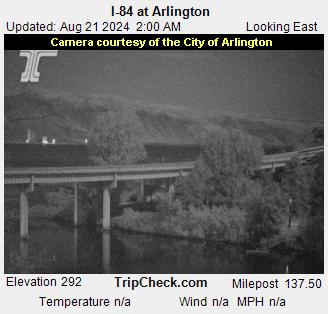 I-84 at Arlington
Updated: Aug 21 2024 2:00 AM Looking East
Camera courtesy of the City of Arlington
Elevation 292 TripCheck.com Milepost 137.50
Temperature n/a Wind n/a MPH n/a